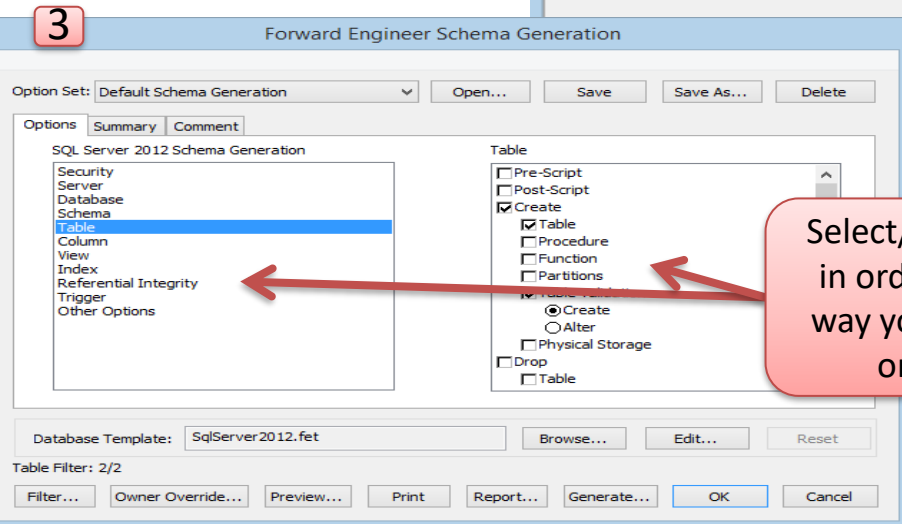 3
Forward Engineer Schema Generation
Option Set: Default Schema Generation Open... Save Save As... Delete
Options Summary Comment
SQL Server 2012 Schema Generation
Security
Server
Database
Schema
Table
Column
View
Index
Referential Integrity
Trigger
Other Options
Table
Pre-Script
Post-Script
Create
Table
Procedure
Function
Partitions
Create
Alter
Physical Storage
Drop
Table
Select/
in ord
way yo
or
Database Template: SqlServer2012.fet Browse... Edit... Reset
Table Filter: 2/2
Filter... Owner Override... Preview... Print Report... Generate... OK Cancel